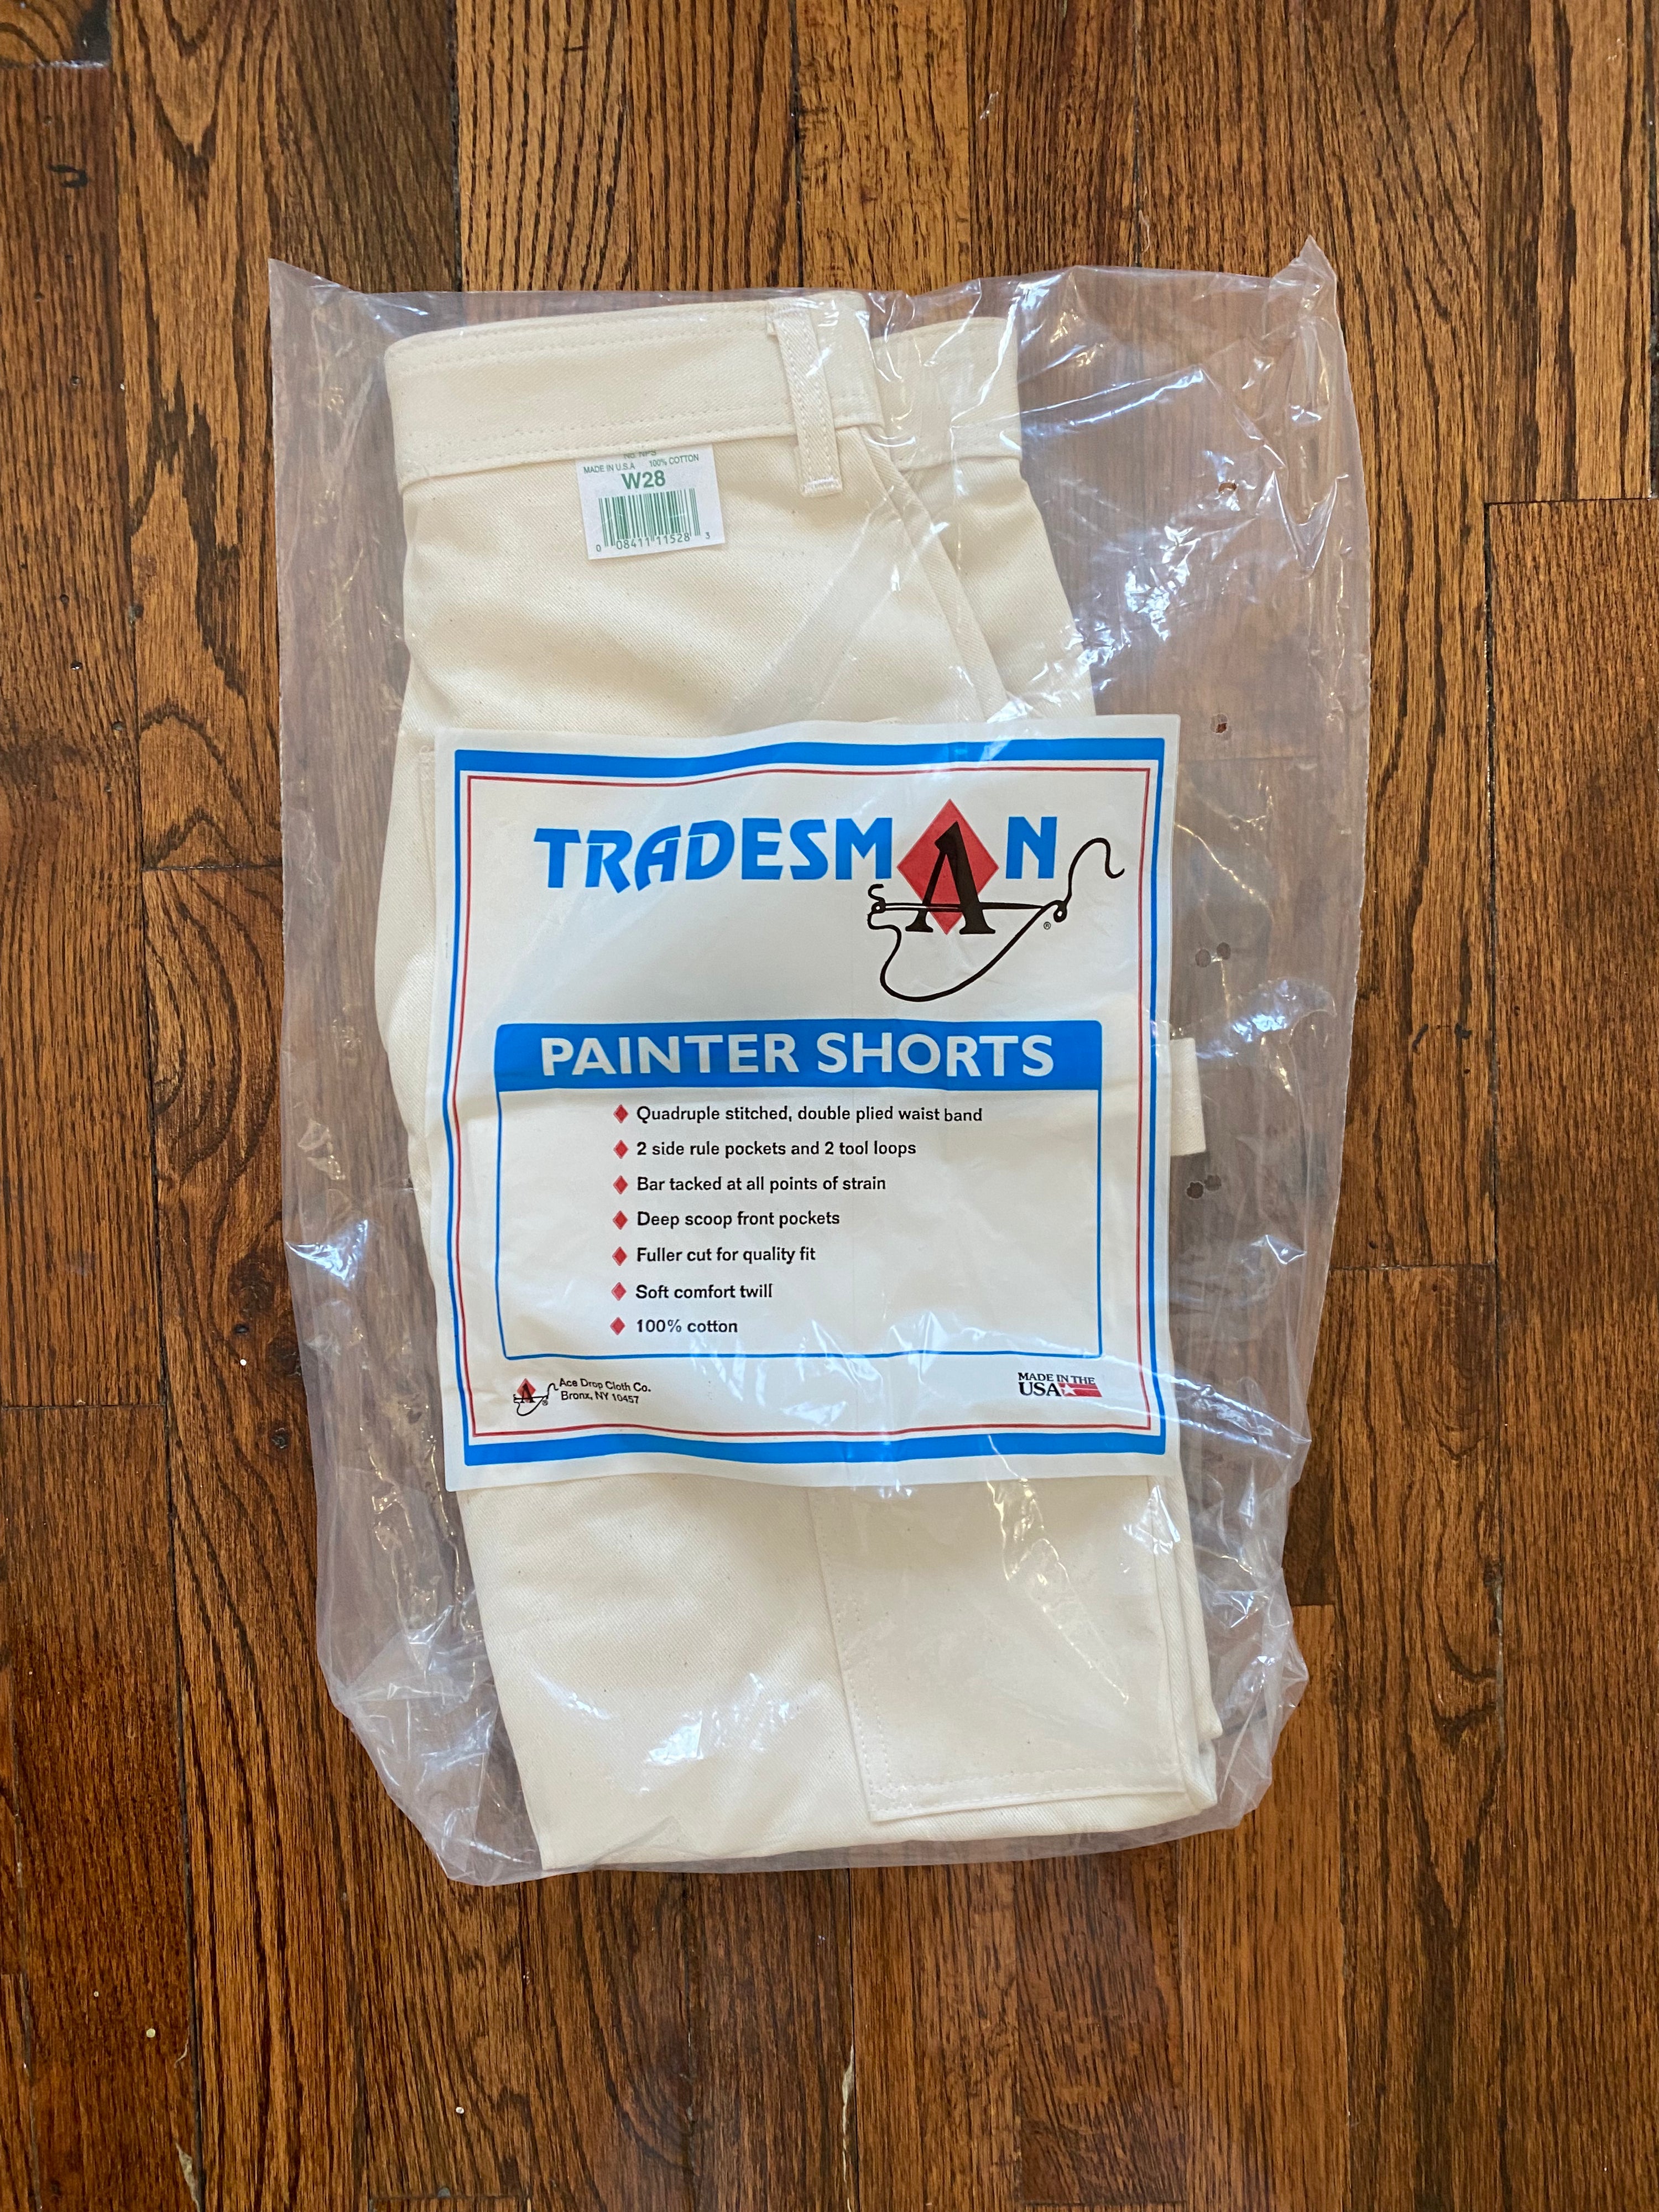 MADE IN U.S.A 100% COTTON
W28
0 08411 11528 3
TRADESMAN
®
PAINTER SHORTS
Quadruple stitched, double plied waist band
2 side rule pockets and 2 tool loops
Bar tacked at all points of strain
Deep scoop front pockets
Fuller cut for quality fit
Soft comfort twill
100% cotton
A
®
Ace Drop Cloth Co.
Bronx, NY 10457
MADE IN THE
USA